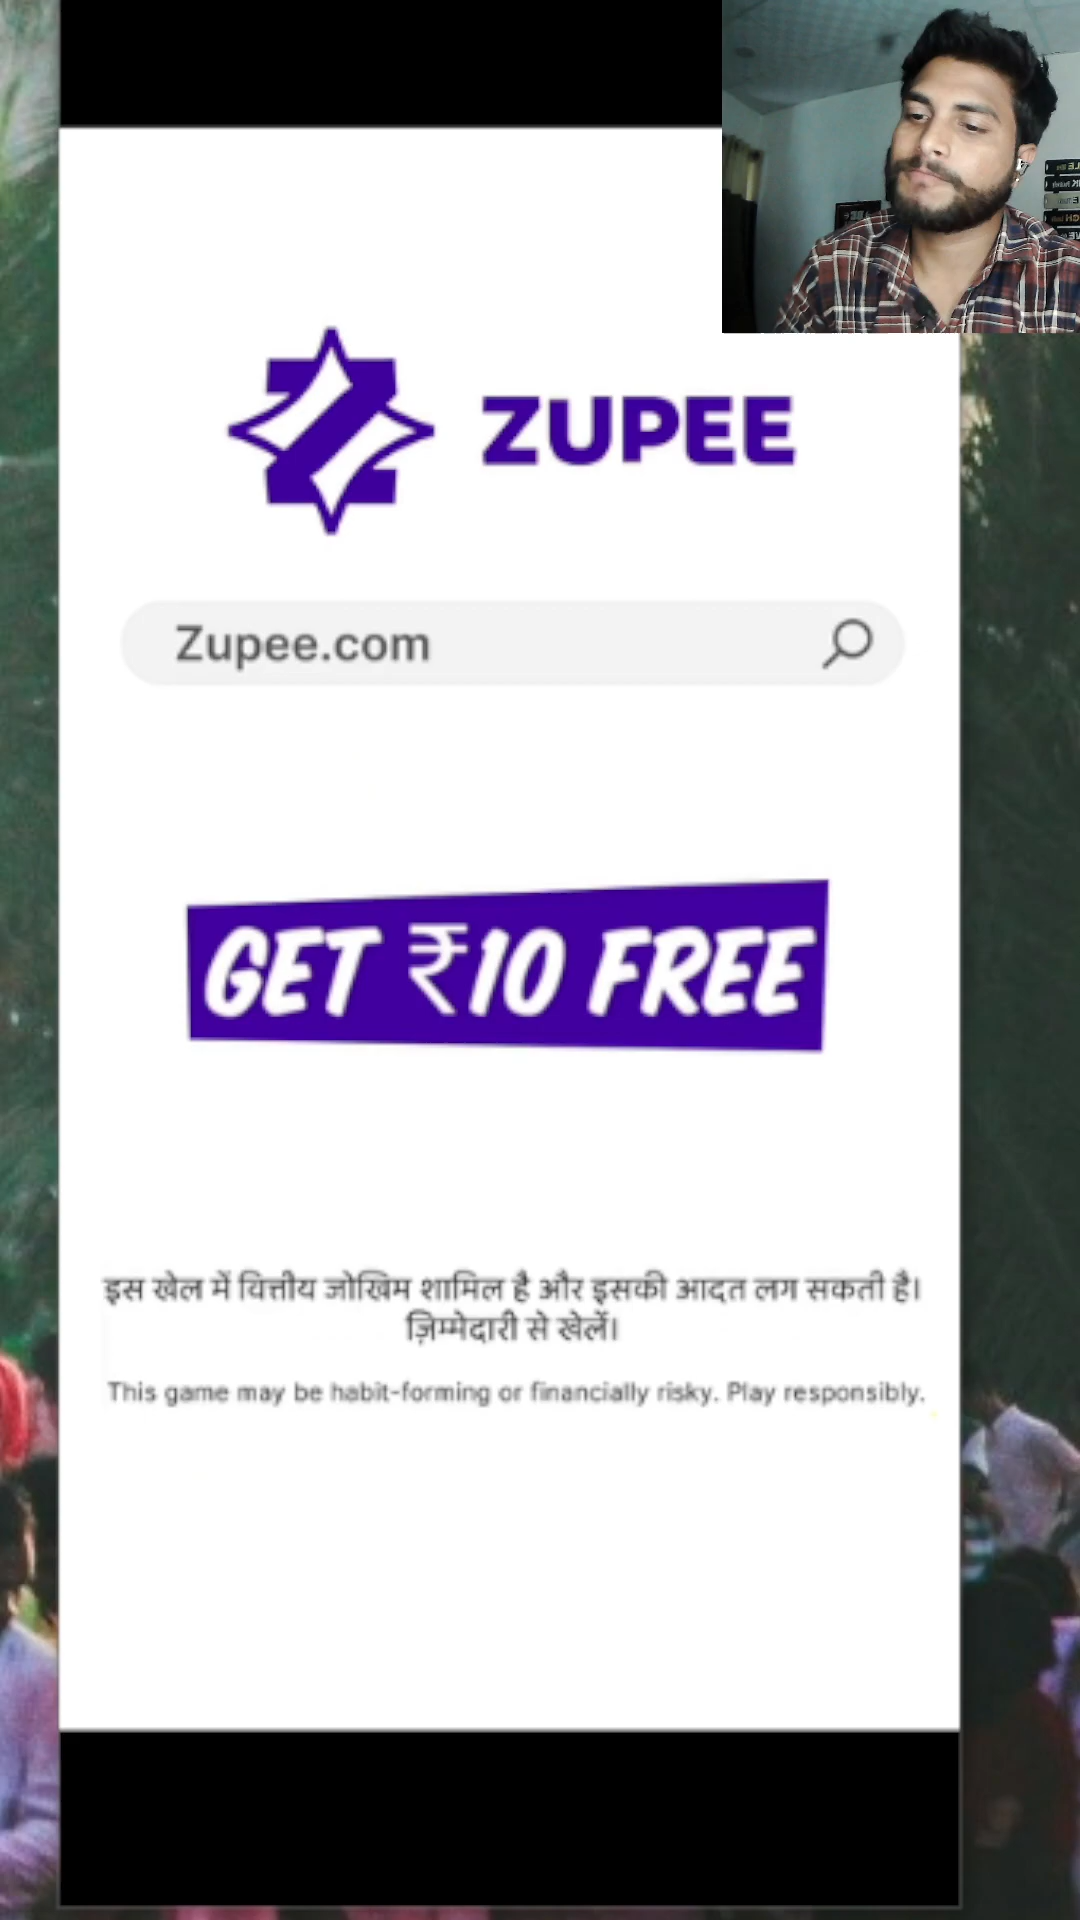 ZUPEE
Zupee.com
GET ₹10 FREE
इस खेल में वित्तीय जोखिम शामिल है और इसकी आदत लग सकती है।
ज़िम्मेदारी से खेलें।
This game may be habit-forming or financially risky. Play responsibly.